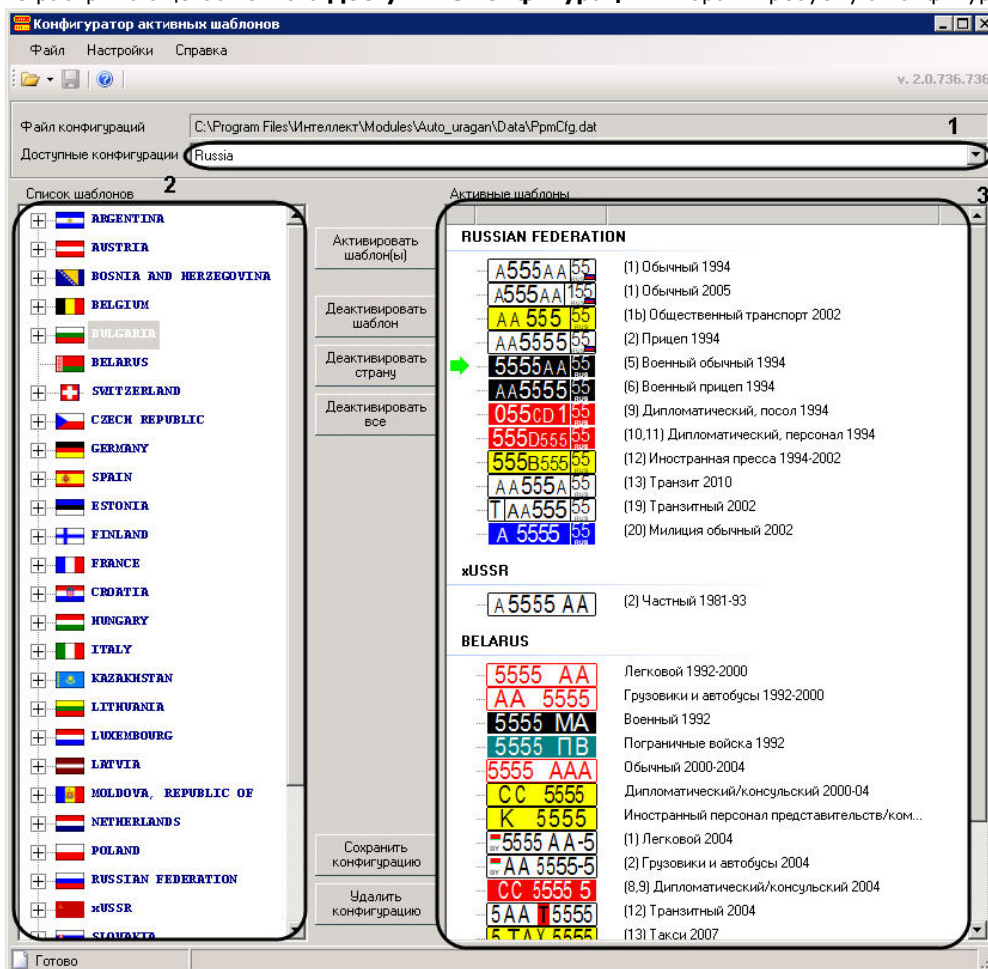 Конфигуратор активных шаблонов
Файл Настройки Справка
v. 2.0.736.736
Файл конфигураций C:\Program Files\Интеллект\Modules\Auto_uragan\Data\PpmCfg.dat 1
Доступные конфигурации Russia
Список шаблонов 2
ARGENTINA
AUSTRIA
BOSNIA AND HERZEGOVINA
BELGIUM
BULGARIA
BELARUS
SWITZERLAND
CZECH REPUBLIC
GERMANY
SPAIN
ESTONIA
FINLAND
FRANCE
CROATIA
HUNGARY
ITALY
KAZAKHSTAN
LITHUANIA
LUXEMBOURG
LATVIA
MOLDOVA, REPUBLIC OF
NETHERLANDS
POLAND
RUSSIAN FEDERATION
xUSSR
SLOVAKIA
Активировать
шаблон(ы)
Деактивировать
шаблон
Деактивировать
страну
Деактивировать
все
Сохранить
конфигурацию
Удалить
конфигурацию
Активные шаблоны 3
RUSSIAN FEDERATION
A555AA 55 (1) Обычный 1994
A555AA 155 (1) Обычный 2005
AA 555 55 (1b) Общественный транспорт 2002
AA5555 55 (2) Прицеп 1994
5555AA 55 (5) Военный обычный 1994
AA5555 55 (6) Военный прицеп 1994
055CD 1 55 (9) Дипломатический, посол 1994
555D555 55 (10,11) Дипломатический, персонал 1994
555B555 55 (12) Иностранная пресса 1994-2002
AA555A 55 (13) Транзит 2010
T AA555 55 (19) Транзитный 2002
A 5555 55 (20) Милиция обычный 2002
xUSSR
A 5555 AA (2) Частный 1981-93
BELARUS
5555 AA Легковой 1992-2000
AA 5555 Грузовики и автобусы 1992-2000
5555 MA Военный 1992
5555 ПВ Пограничные войска 1992
5555 AAA Обычный 2000-2004
CC 5555 Дипломатический/консульский 2000-04
K 5555 Иностранный персонал представительств/ком...
5555 AA-5 (1) Легковой 2004
AA 5555-5 (2) Грузовики и автобусы 2004
CC 5555 5 (8,9) Дипломатический/консульский 2004
5AA T 5555 (12) Транзитный 2004
5 TAX 5555 (13) Такси 2007
Готово